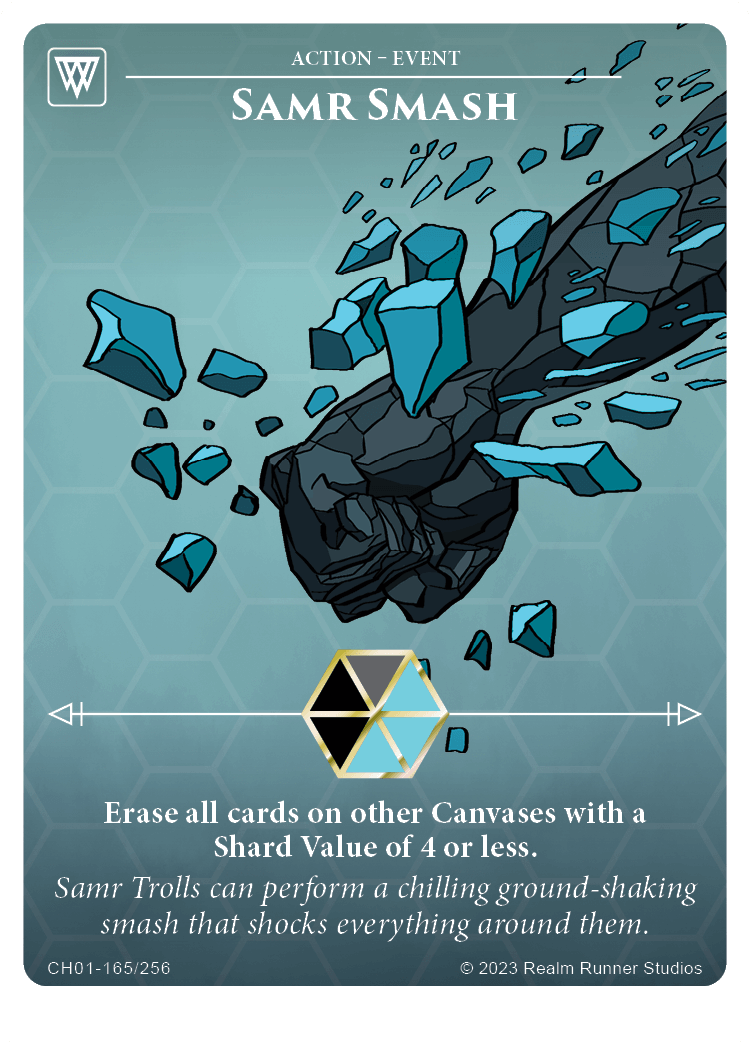 ACTION – EVENT
SAMR SMASH
Erase all cards on other Canvases with a
Shard Value of 4 or less.
Samr Trolls can perform a chilling ground-shaking
smash that shocks everything around them.
CH01-165/256
© 2023 Realm Runner Studios